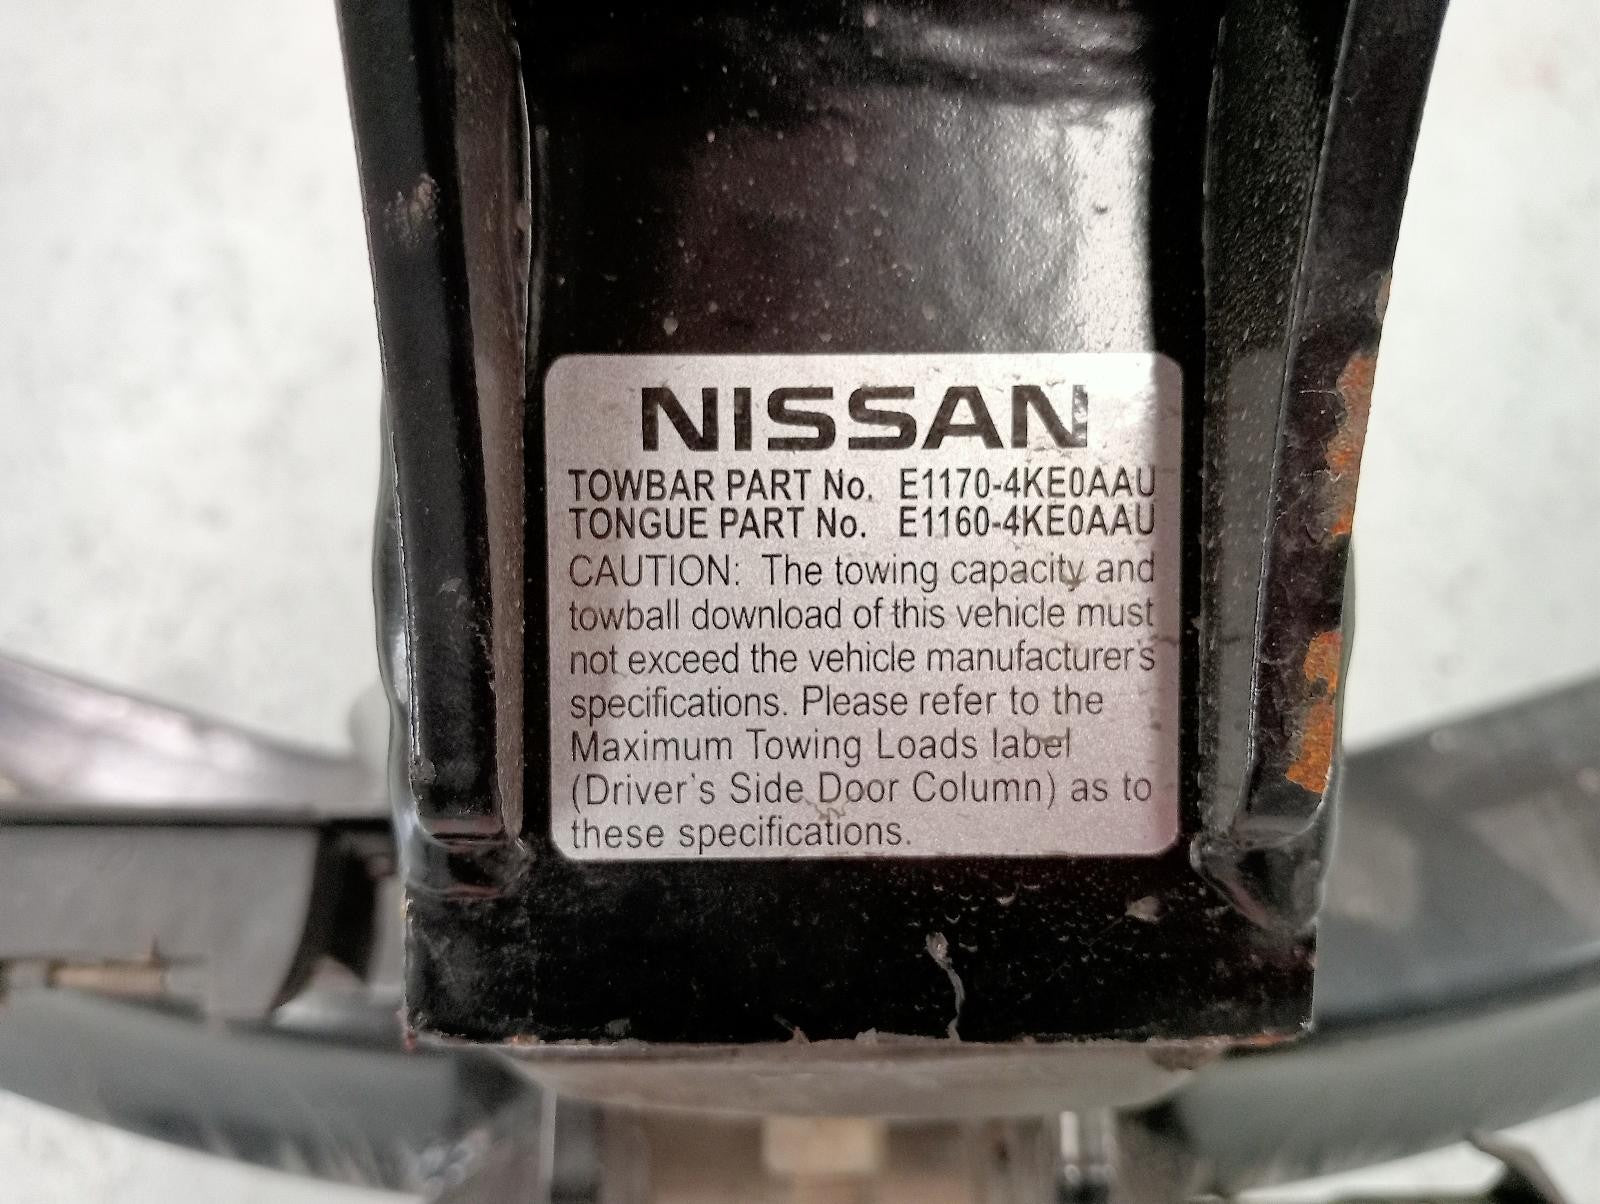 NISSAN
TOWBAR PART No. E1170-4KE0AAU
TONGUE PART No. E1160-4KE0AAU
CAUTION: The towing capacity and
towball download of this vehicle must
not exceed the vehicle manufacturer's
specifications. Please refer to the
Maximum Towing Loads label
(Driver's Side Door Column) as to
these specifications.